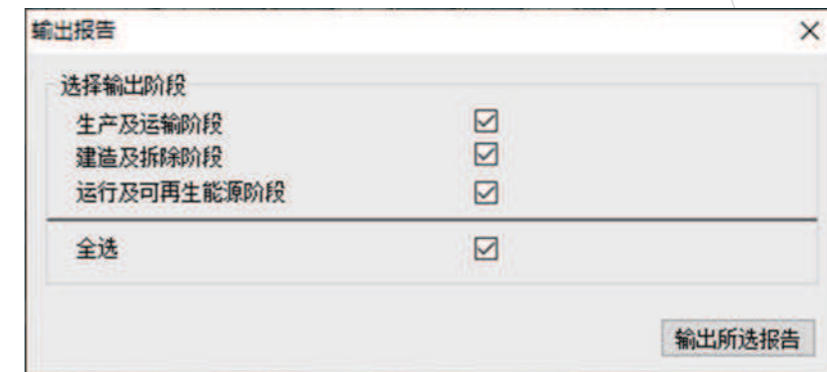 输出报告
选择输出阶段
生产及运输阶段
建造及拆除阶段
运行及可再生能源阶段
全选
输出所选报告